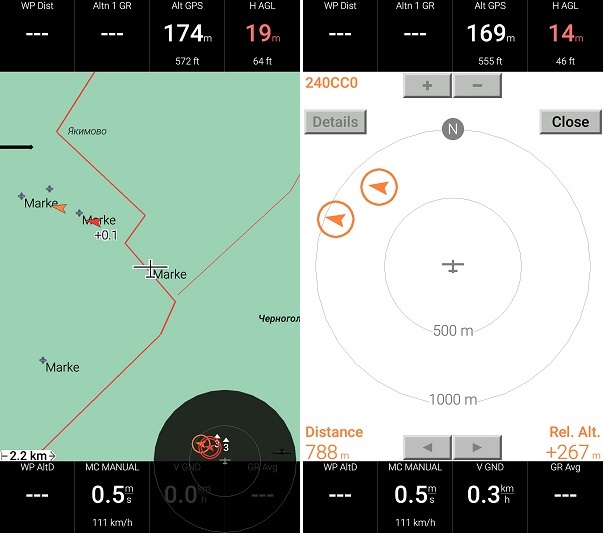 WP Dist
---
Altn 1 GR
---
Alt GPS
174m
572 ft
H AGL
19m
64 ft
Якимово
Marke
Marke
+0.1
Marke
Черногол
Marke
3
3
2.2 km
WP AltD
---
MC MANUAL
0.5 m/s
111 km/h
V GND
0.0 km/h
GR Avg
---
WP Dist
---
Altn 1 GR
---
Alt GPS
169m
555 ft
H AGL
14m
46 ft
240CC0
+
−
Details
N
Close
500 m
1000 m
Distance
788 m
◄
►
Rel. Alt.
+267 m
WP AltD
---
MC MANUAL
0.5 m/s
111 km/h
V GND
0.3 km/h
GR Avg
---